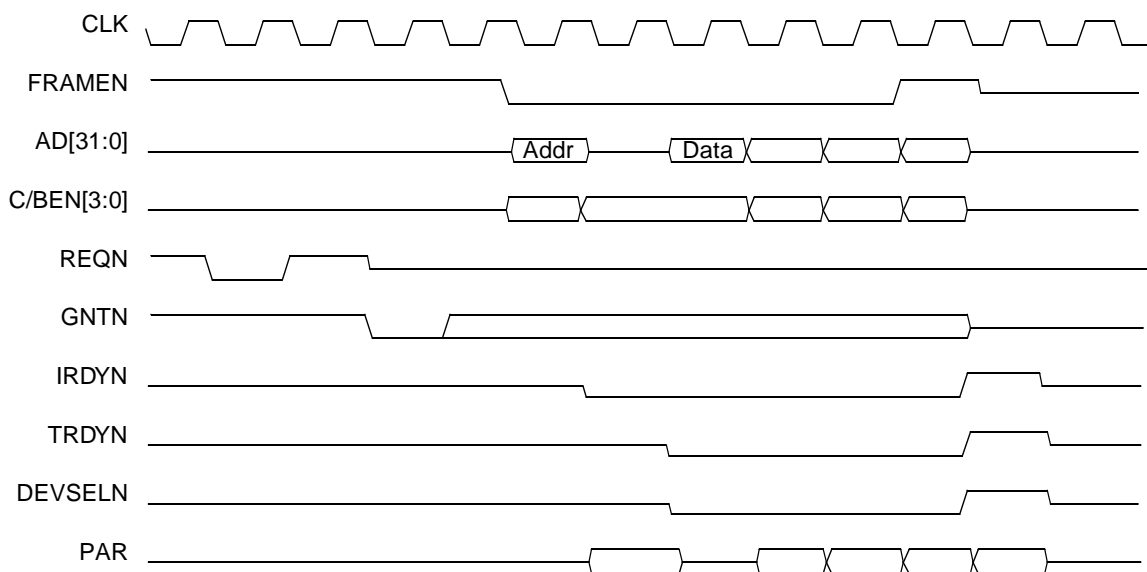 CLK
FRAMEN
AD[31:0]
Addr
Data
C/BEN[3:0]
REQN
GNTN
IRDYN
TRDYN
DEVSELN
PAR